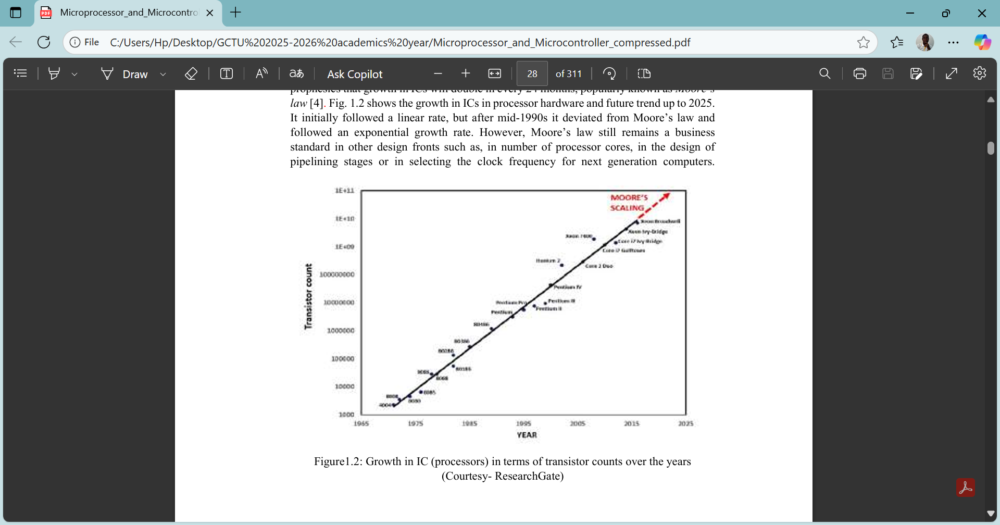 Microprocessor_and_Microcontro
File C:/Users/Hp/Desktop/GCTU%202025-2026%20academics%20year/Microprocessor_and_Microcontroller_compressed.pdf
Draw
Ask Copilot
28 of 311
law [4]. Fig. 1.2 shows the growth in ICs in processor hardware and future trend up to 2025.
It initially followed a linear rate, but after mid-1990s it deviated from Moore's law and
followed an exponential growth rate. However, Moore's law still remains a business
standard in other design fronts such as, in number of processor cores, in the design of
pipelining stages or in selecting the clock frequency for next generation computers.
1E+11
MOORE'S
SCALING
1E+10
Xeon Broadwell
Xeon Ivy-Bridge
Xeon 7400
Core i7 Ivy Bridge
1E+09
Core i7 Gulftown
Itanium 2
Core 2 Duo
Transistor count
100000000
Pentium IV
Pentium III
10000000
Pentium Pro
Pentium II
Pentium
80486
1000000
80386
80286
100000
80186
8088
10000
8085
8008
8080
4004
1000
1965 1975 1985 1995 2005 2015 2025
YEAR
Figure1.2: Growth in IC (processors) in terms of transistor counts over the years
(Courtesy- ResearchGate)